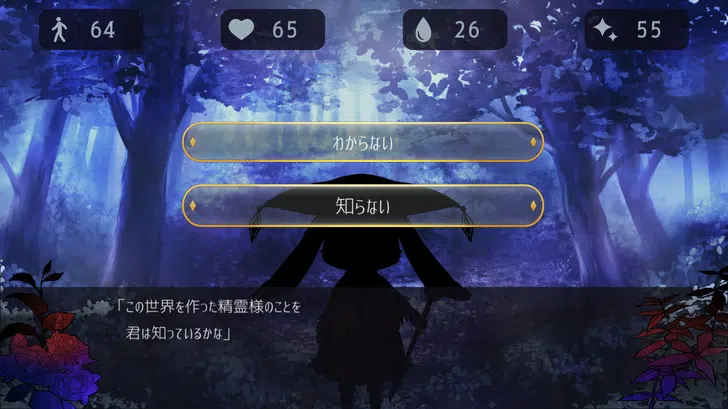 64
65
26
55
わからない
知らない
「この世界を作った精霊様のことを
君は知っているかな」